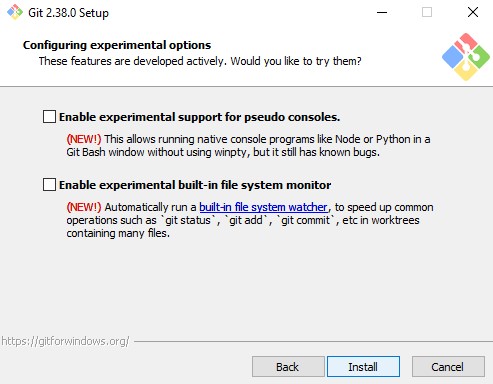 Git 2.38.0 Setup
Configuring experimental options
These features are developed actively. Would you like to try them?
Enable experimental support for pseudo consoles.
(NEW!) This allows running native console programs like Node or Python in a
Git Bash window without using winpty, but it still has known bugs.
Enable experimental built-in file system monitor
(NEW!) Automatically run a built-in file system watcher, to speed up common
operations such as `git status`, `git add`, `git commit`, etc in worktrees
containing many files.
https://gitforwindows.org/
Back
Install
Cancel